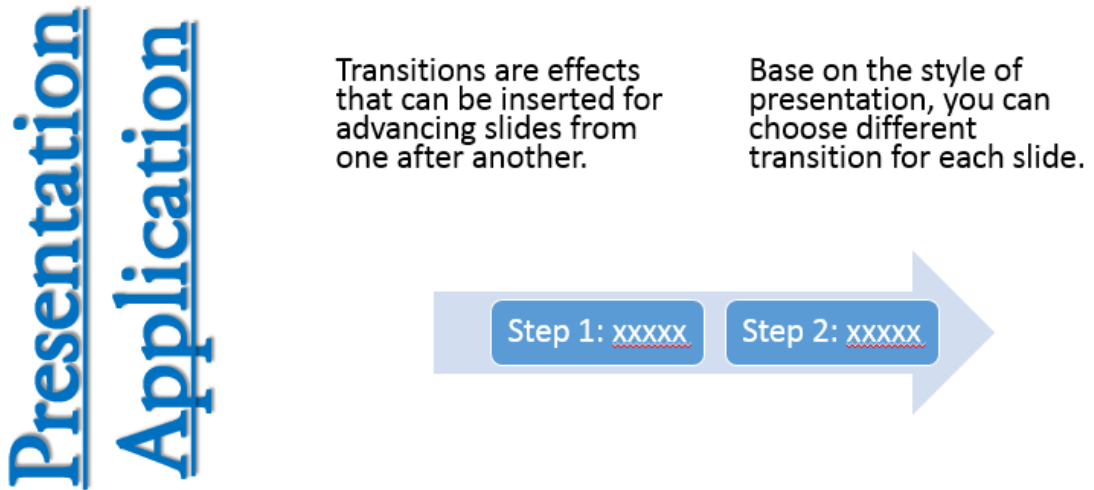 Presentation
Application
Transitions are effects
that can be inserted for
advancing slides from
one after another.
Base on the style of
presentation, you can
choose different
transition for each slide.
Step 1: xxxxx
Step 2: xxxxx